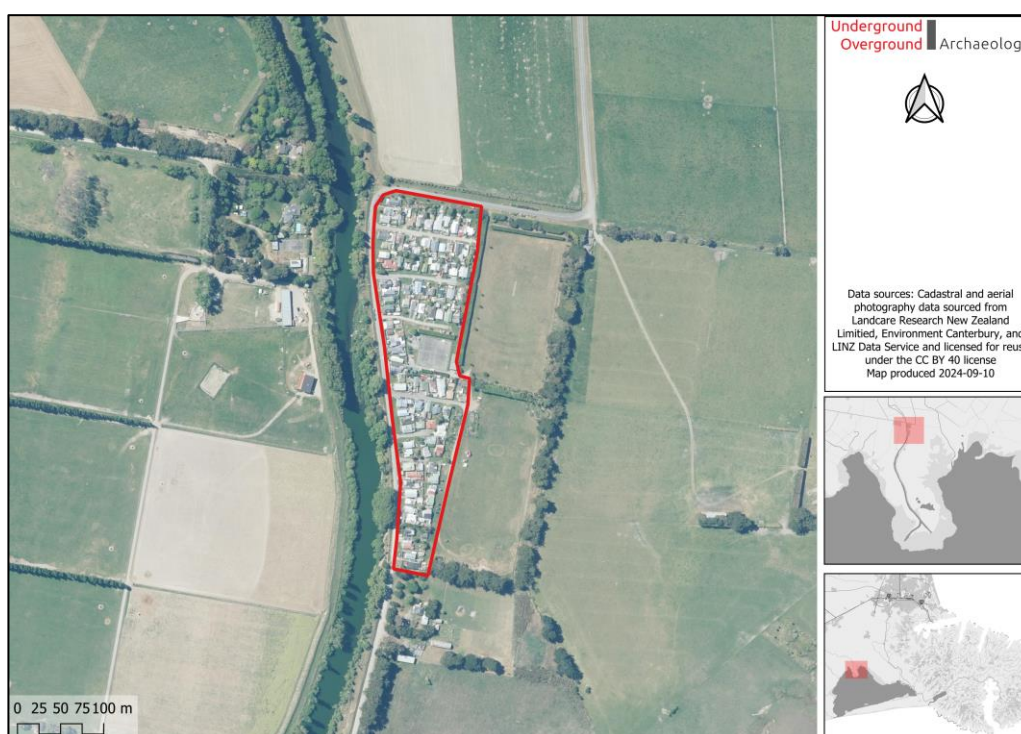 Underground
Overground Archaeolog
Data sources: Cadastral and aerial
photography data sourced from
Landcare Research New Zealand
Limitied, Environment Canterbury, and
LINZ Data Service and licensed for reus
under the CC BY 40 license
Map produced 2024-09-10
0 25 50 75 100 m